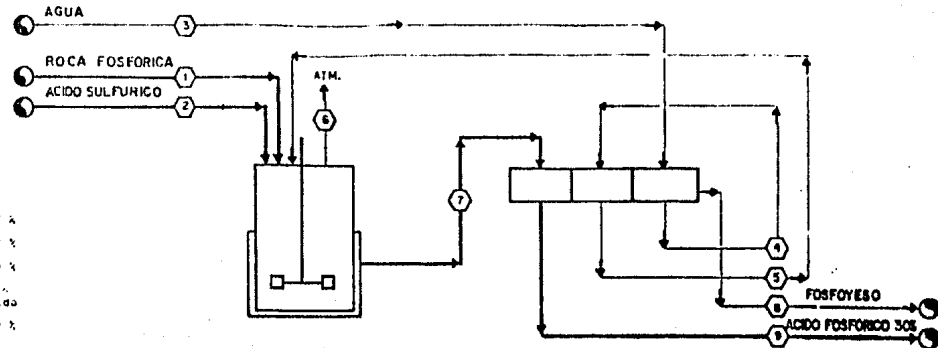 AGUA
3
ROCA FOSFORICA
1
ATM.
ACIDO SULFURICO
2
6
7
4
5
FOSFOYESO
8
ACIDO FOSFORICO 30%
9
%
%
%
%